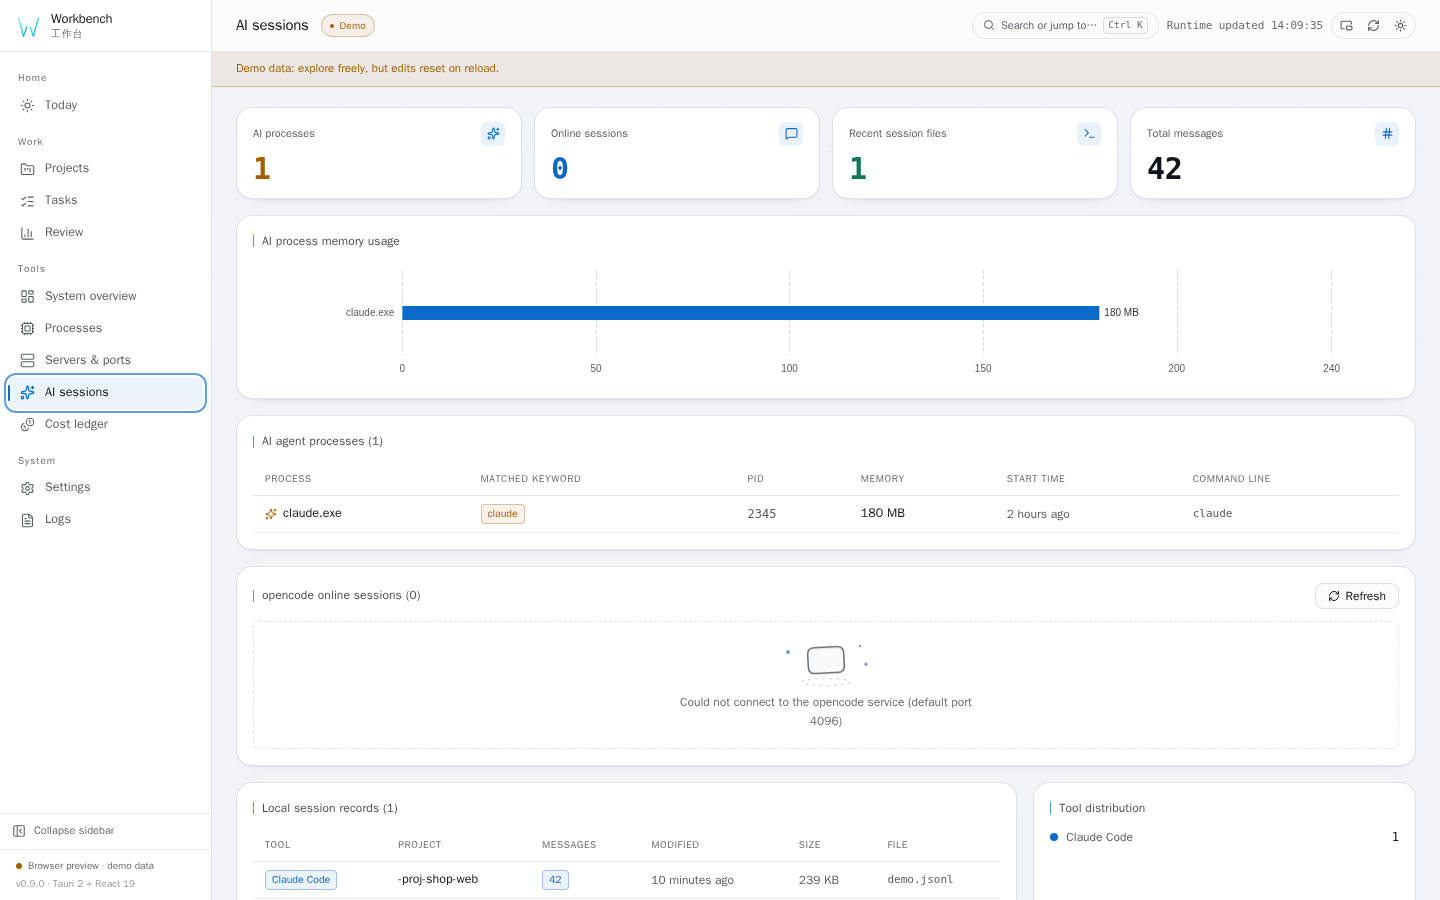 Workbench
工作台
Home
Today
Work
Projects
Tasks
Review
Tools
System overview
Processes
Servers & ports
AI sessions
Cost ledger
System
Settings
Logs
Collapse sidebar
Browser preview · demo data
v0.9.0 · Tauri 2 + React 19
AI sessions
Demo
Search or jump to···
Ctrl K
Runtime updated 14:09:35
Demo data: explore freely, but edits reset on reload.
AI processes
1
Online sessions
0
Recent session files
1
Total messages
42
AI process memory usage
claude.exe
180 MB
0 50 100 150 200 240
AI agent processes (1)
PROCESS MATCHED KEYWORD PID MEMORY START TIME COMMAND LINE
claude.exe claude 2345 180 MB 2 hours ago claude
opencode online sessions (0)
Refresh
Could not connect to the opencode service (default port
4096)
Local session records (1)
TOOL PROJECT MESSAGES MODIFIED SIZE FILE
Claude Code -proj-shop-web 42 10 minutes ago 239 KB demo.jsonl
Tool distribution
Claude Code 1